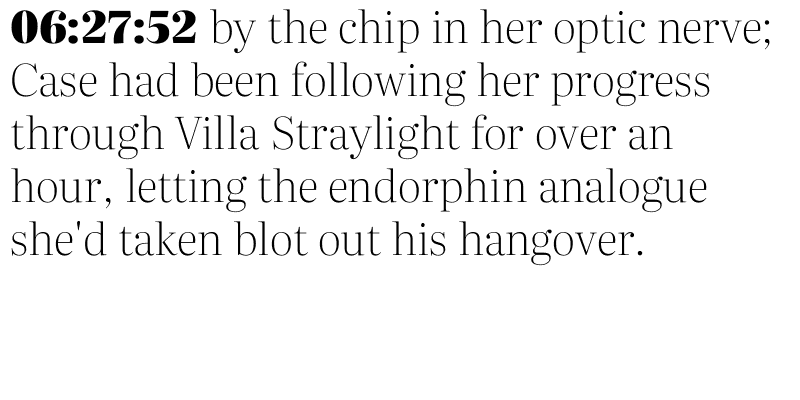 06:27:52 by the chip in her optic nerve;
Case had been following her progress
through Villa Straylight for over an
hour, letting the endorphin analogue
she'd taken blot out his hangover.